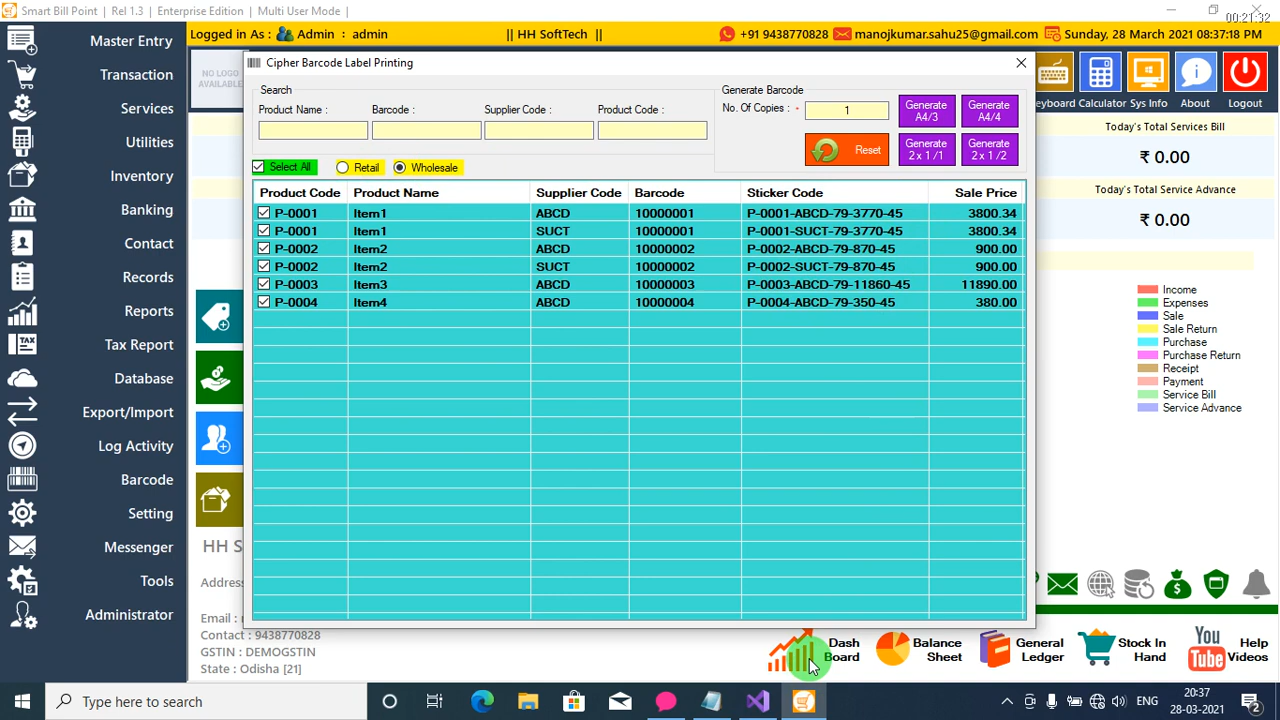 Smart Bill Point | Rel 1.3 | Enterprise Edition | Multi User Mode |
00:21:32
Logged in As : Admin : admin || HH SoftTech || +91 9438770828 manojkumar.sahu25@gmail.com Sunday, 28 March 2021 8:37:18 PM
Master Entry
Transaction
Services
Utilities
Inventory
Banking
Contact
Records
Reports
Tax Report
Database
Export/Import
Log Activity
Barcode
Setting
Messenger
Tools
Administrator
NO LOGO
AVAILABLE
Cipher Barcode Label Printing
Search
Product Name : Barcode : Supplier Code : Product Code :
Generate Barcode
No. Of Copies : * 1
Generate A4/3
Generate A4/4
Reset
Generate 2 x 1 /1
Generate 2 x 1 /2
Select All Retail Wholesale
Product Code Product Name Supplier Code Barcode Sticker Code Sale Price
P-0001 Item1 ABCD 10000001 P-0001-ABCD-79-3770-45 3800.34
P-0001 Item1 SUCT 10000001 P-0001-SUCT-79-3770-45 3800.34
P-0002 Item2 ABCD 10000002 P-0002-ABCD-79-870-45 900.00
P-0002 Item2 SUCT 10000002 P-0002-SUCT-79-870-45 900.00
P-0003 Item3 ABCD 10000003 P-0003-ABCD-79-11860-45 11890.00
P-0004 Item4 ABCD 10000004 P-0004-ABCD-79-350-45 380.00
eyboard Calculator Sys Info About Logout
Today's Total Services Bill
₹ 0.00
Today's Total Service Advance
₹ 0.00
Income
Expenses
Sale
Sale Return
Purchase
Purchase Return
Receipt
Payment
Service Bill
Service Advance
HH S
Address
Email :
Contact : 9438770828
GSTIN : DEMOGSTIN
State : Odisha [21]
Dash Board
Balance Sheet
General Ledger
Stock In Hand
You Tube
Help Videos
Type here to search
ENG
20:37
28-03-2021
2